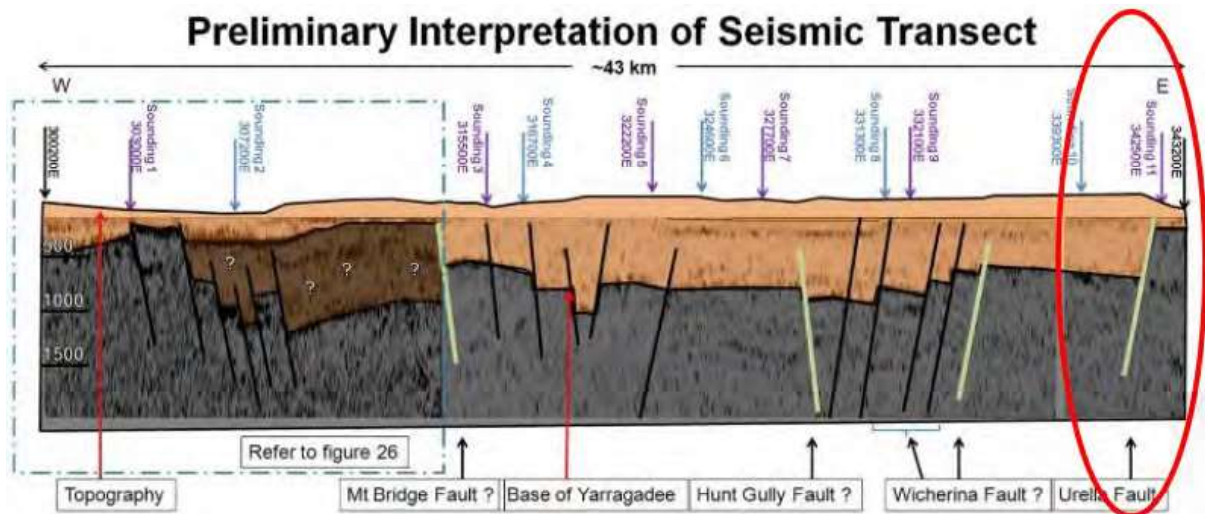 Preliminary Interpretation of Seismic Transect
~43 km
W
E
300200E
Sounding 1
303000E
Sounding 2
307200E
Sounding 3
315500E
Sounding 4
316700E
Sounding 5
322200E
Sounding 6
324600E
Sounding 7
327700E
Sounding 8
331300E
Sounding 9
332100E
339300E
Sounding 11
342500E
343200E
500
1000
1500
? ? ? ?
Refer to figure 26
Topography
Mt Bridge Fault ?
Base of Yarragadee
Hunt Gully Fault ?
Wicherina Fault ?
Urella Fault